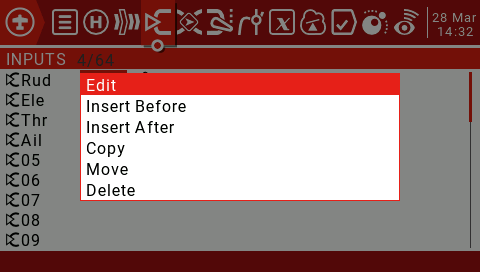 28 Mar
14:32
INPUTS 4/64
Rud
Ele
Thr
Ail
05
06
07
08
09
Edit
Insert Before
Insert After
Copy
Move
Delete